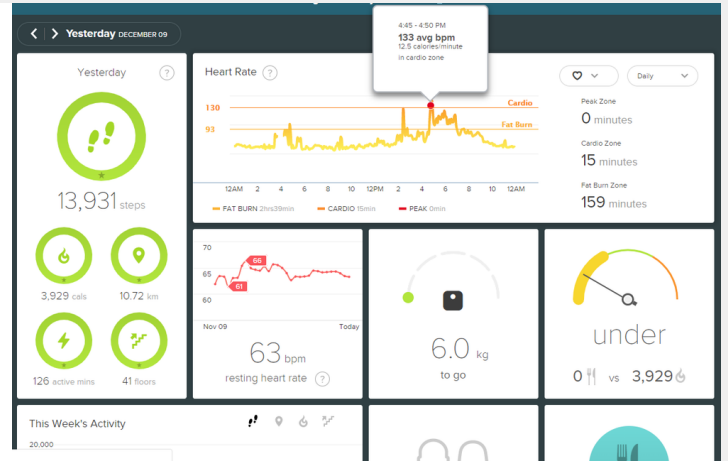 Yesterday DECEMBER 09
4:45 - 4:50 PM
133 avg bpm
12.5 calories/minute
in cardio zone
Yesterday ?
13,931 steps
3,929 cals
10.72 km
126 active mins
41 floors
Heart Rate ?
Daily
130
Cardio
93
Fat Burn
12AM 2 4 6 8 10 12PM 2 4 6 8 10 12AM
FAT BURN 2hrs39min CARDIO 15min PEAK 0min
Peak Zone
0 minutes
Cardio Zone
15 minutes
Fat Burn Zone
159 minutes
70
66
65
61
60
Nov 09 Today
63 bpm
resting heart rate ?
6.0 kg
to go
under
0 vs 3,929
This Week's Activity
20,000